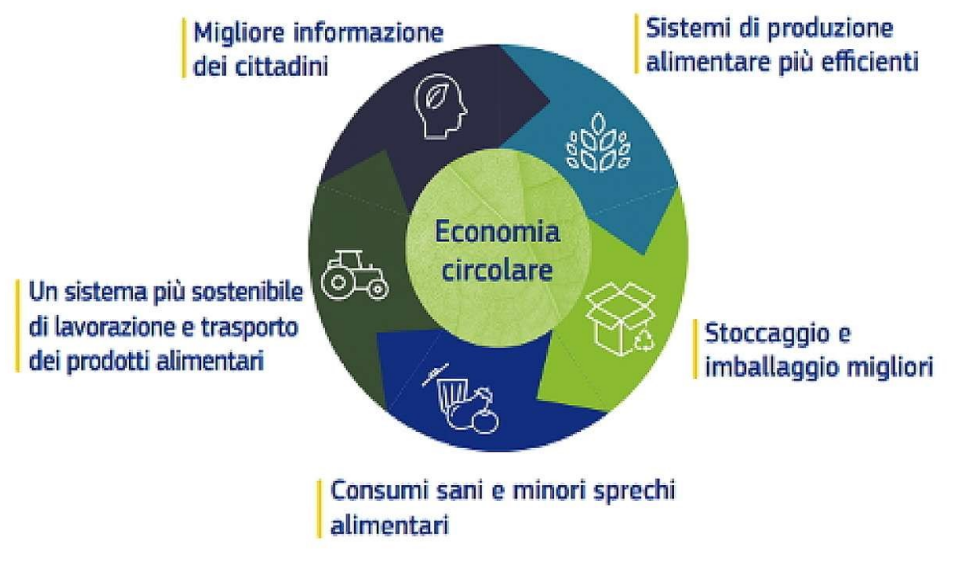 Migliore informazione
dei cittadini
Sistemi di produzione
alimentare più efficienti
Economia
circolare
Un sistema più sostenibile
di lavorazione e trasporto
dei prodotti alimentari
Stoccaggio e
imballaggio migliori
Consumi sani e minori sprechi
alimentari